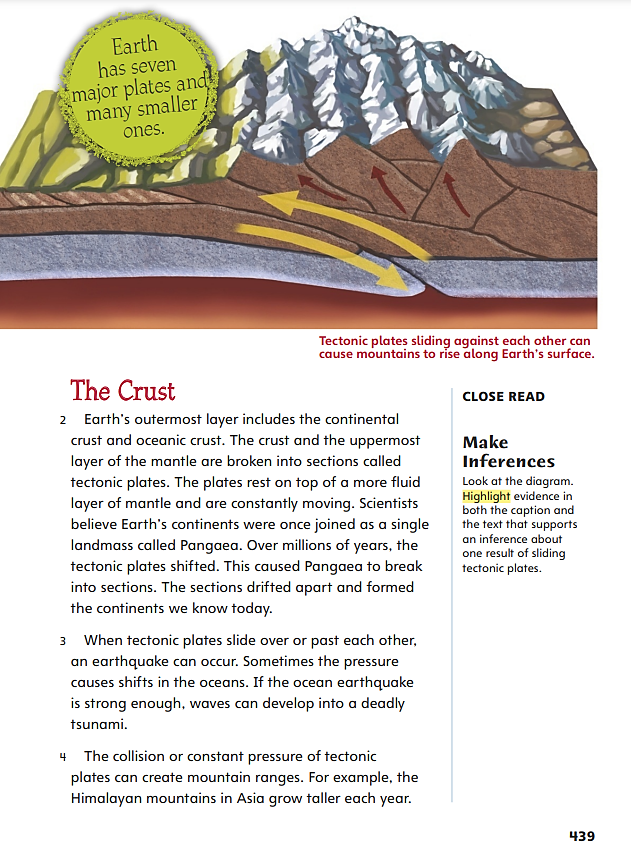 Earth
has seven
major plates and
many smaller
ones.
Tectonic plates sliding against each other can
cause mountains to rise along Earth's surface.
The Crust
2 Earth's outermost layer includes the continental
crust and oceanic crust. The crust and the uppermost
layer of the mantle are broken into sections called
tectonic plates. The plates rest on top of a more fluid
layer of mantle and are constantly moving. Scientists
believe Earth's continents were once joined as a single
landmass called Pangaea. Over millions of years, the
tectonic plates shifted. This caused Pangaea to break
into sections. The sections drifted apart and formed
the continents we know today.
3 When tectonic plates slide over or past each other,
an earthquake can occur. Sometimes the pressure
causes shifts in the oceans. If the ocean earthquake
is strong enough, waves can develop into a deadly
tsunami.
4 The collision or constant pressure of tectonic
plates can create mountain ranges. For example, the
Himalayan mountains in Asia grow taller each year.
CLOSE READ
Make
Inferences
Look at the diagram.
Highlight evidence in
both the caption and
the text that supports
an inference about
one result of sliding
tectonic plates.
439